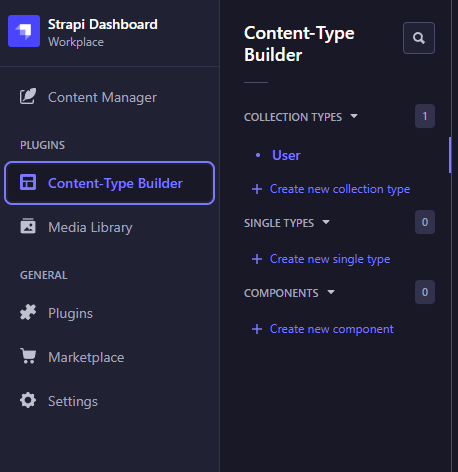 Strapi Dashboard
Workplace
Content Manager
PLUGINS
Content-Type Builder
Media Library
GENERAL
Plugins
Marketplace
Settings
Content-Type
Builder
COLLECTION TYPES 1
User
Create new collection type
SINGLE TYPES 0
Create new single type
COMPONENTS 0
Create new component